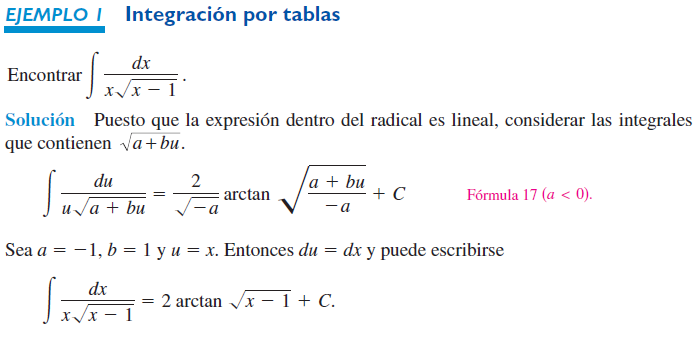 EJEMPLO 1 Integración por tablas
Encontrar ∫ dx / (x√(x − 1)).
Solución Puesto que la expresión dentro del radical es lineal, considerar las integrales
que contienen √(a + bu).
∫ du / (u√(a + bu)) = 2/√(−a) arctan √((a + bu)/(−a)) + C Fórmula 17 (a < 0).
Sea a = −1, b = 1 y u = x. Entonces du = dx y puede escribirse
∫ dx / (x√(x − 1)) = 2 arctan √(x − 1) + C.